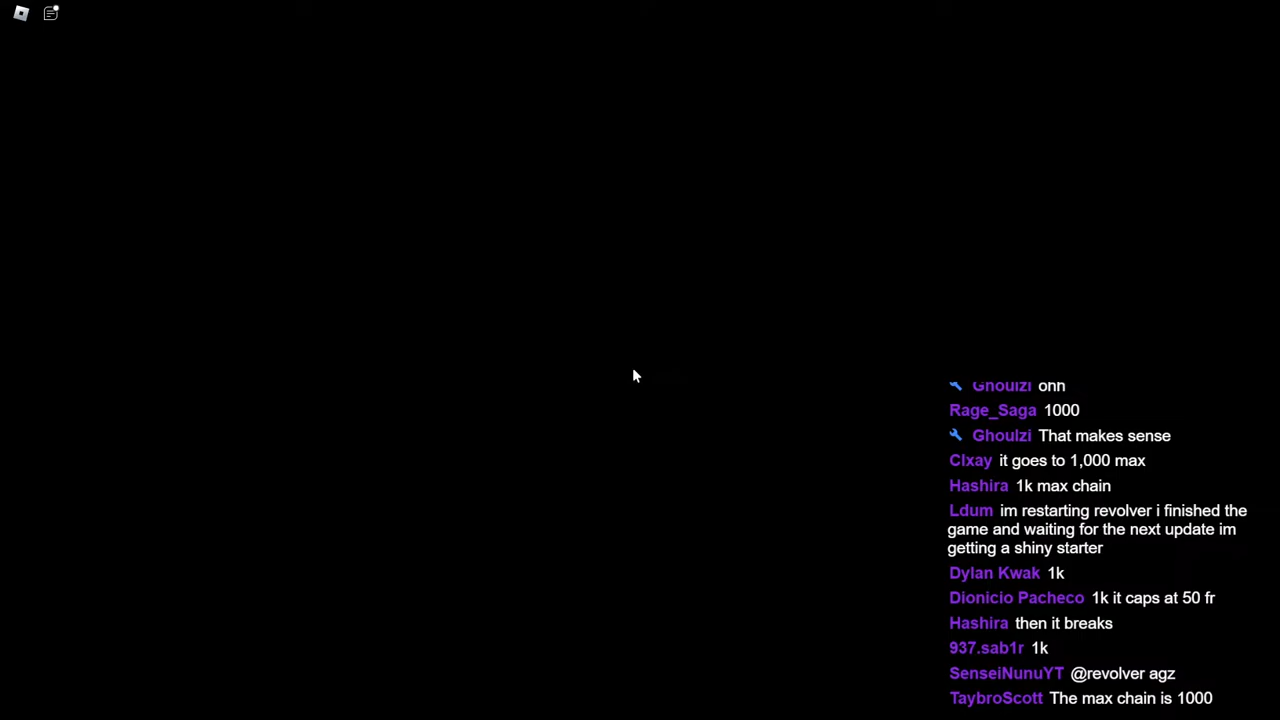 Ghoulzi ohh
Rage_Saga 1000
Ghoulzi That makes sense
Clxay it goes to 1,000 max
Hashira 1k max chain
Ldum im restarting revolver i finished the
game and waiting for the next update im
getting a shiny starter
Dylan Kwak 1k
Dionicio Pacheco 1k it caps at 50 fr
Hashira then it breaks
937.sab1r 1k
SenseiNunuYT @revolver agz
TaybroScott The max chain is 1000